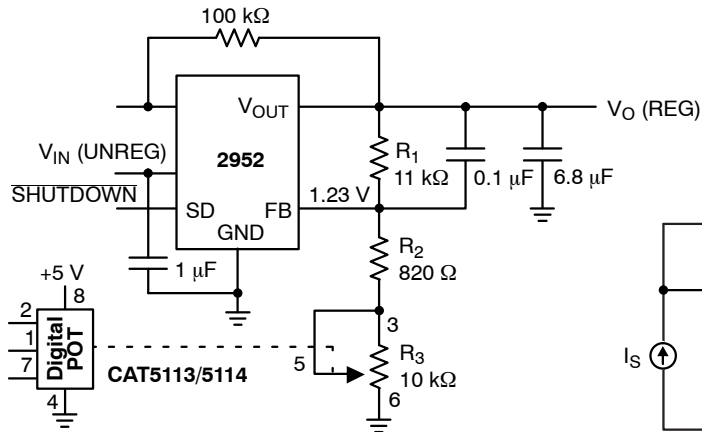 100 kΩ
V_OUT
V_O (REG)
V_IN (UNREG)
2952
R_1
11 kΩ
0.1 μF
6.8 μF
SHUTDOWN
SD
FB
1.23 V
GND
R_2
820 Ω
1 μF
+5 V
8
2
1
7
4
Digital
POT
CAT5113/5114
3
5
R_3
10 kΩ
6
I_S